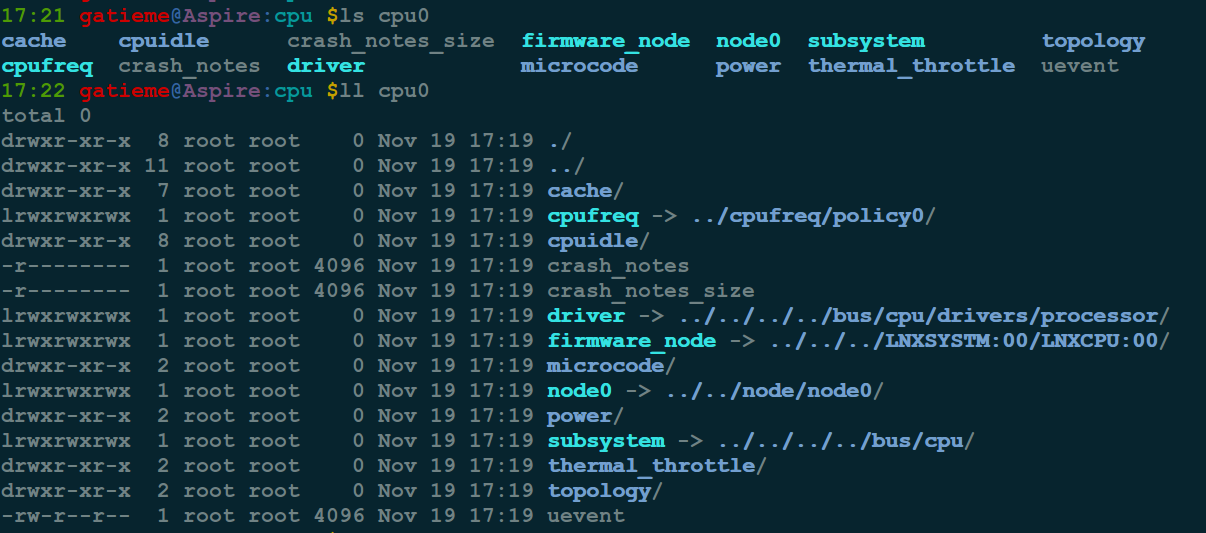 17:21 gatieme@Aspire:cpu $ls cpu0
cache    cpuidle      crash_notes_size  firmware_node  node0  subsystem         topology
cpufreq  crash_notes  driver            microcode      power  thermal_throttle  uevent
17:22 gatieme@Aspire:cpu $ll cpu0
total 0
drwxr-xr-x  8 root root    0 Nov 19 17:19 ./
drwxr-xr-x 11 root root    0 Nov 19 17:19 ../
drwxr-xr-x  7 root root    0 Nov 19 17:19 cache/
lrwxrwxrwx  1 root root    0 Nov 19 17:19 cpufreq -> ../cpufreq/policy0/
drwxr-xr-x  8 root root    0 Nov 19 17:19 cpuidle/
-r--------  1 root root 4096 Nov 19 17:19 crash_notes
-r--------  1 root root 4096 Nov 19 17:19 crash_notes_size
lrwxrwxrwx  1 root root    0 Nov 19 17:19 driver -> ../../../../bus/cpu/drivers/processor/
lrwxrwxrwx  1 root root    0 Nov 19 17:19 firmware_node -> ../../../LNXSYSTM:00/LNXCPU:00/
drwxr-xr-x  2 root root    0 Nov 19 17:19 microcode/
lrwxrwxrwx  1 root root    0 Nov 19 17:19 node0 -> ../../node/node0/
drwxr-xr-x  2 root root    0 Nov 19 17:19 power/
lrwxrwxrwx  1 root root    0 Nov 19 17:19 subsystem -> ../../../../bus/cpu/
drwxr-xr-x  2 root root    0 Nov 19 17:19 thermal_throttle/
drwxr-xr-x  2 root root    0 Nov 19 17:19 topology/
-rw-r--r--  1 root root 4096 Nov 19 17:19 uevent